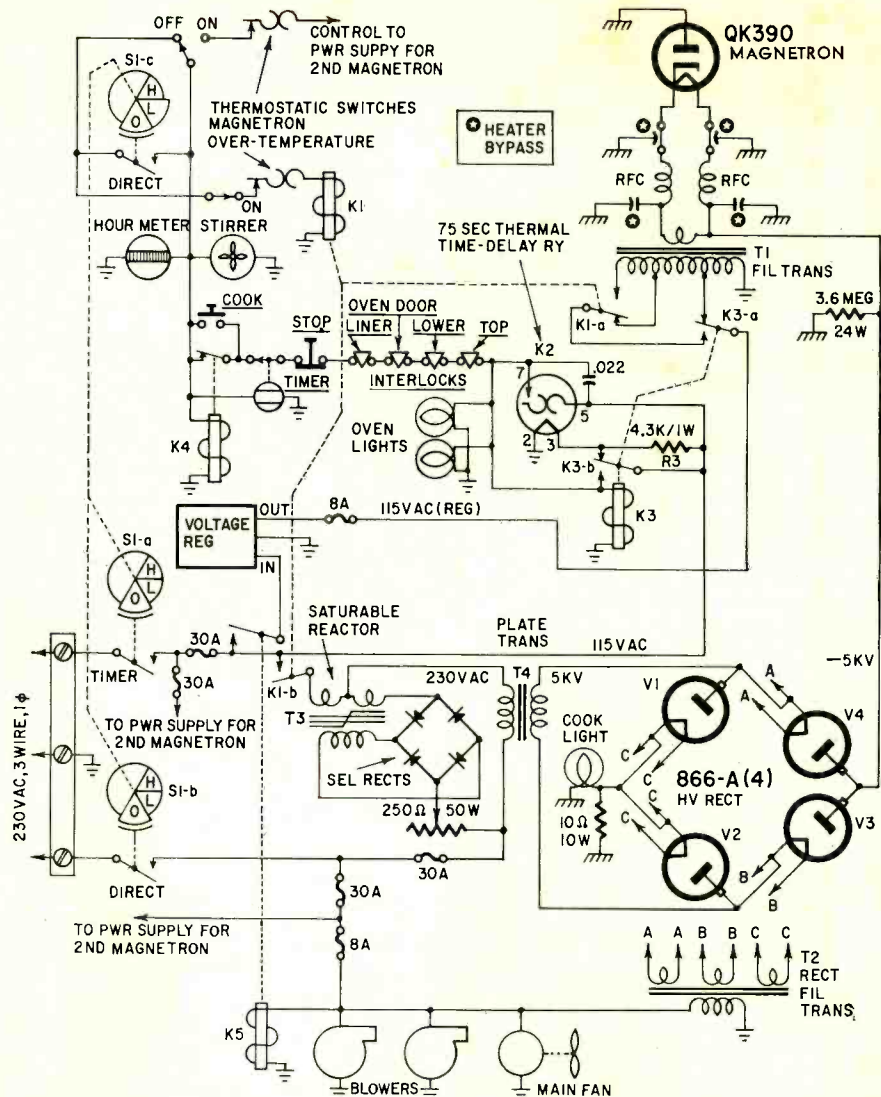 OFF ON
CONTROL TO
PWR SUPPY FOR
2ND MAGNETRON
S1-c
H
L
O
THERMOSTATIC SWITCHES
MAGNETRON
OVER-TEMPERATURE
DIRECT
ON
K1
HOUR METER STIRRER
QK390
MAGNETRON
HEATER
BYPASS
RFC
RFC
75 SEC THERMAL
TIME-DELAY RY
T1
FIL TRANS
3.6 MEG
24W
K1-a
K3-a
COOK
STOP
OVEN DOOR
LINER
LOWER
TOP
INTERLOCKS
TIMER
K2
7
.022
5
2
3
4.3K/1W
R3
K3-b
K3
OVEN
LIGHTS
K4
VOLTAGE
REG
OUT
IN
8A
115VAC(REG)
S1-a
H
L
O
TIMER
30A
30A
TO PWR SUPPLY FOR
2ND MAGNETRON
K1-b
SATURABLE
REACTOR
PLATE
TRANS
115VAC
230VAC
T4
5KV
—5KV
T3
SEL RECTS
250Ω
50W
30A
COOK
LIGHT
10Ω
10W
V1
V4
A
A
C
C
866-A(4)
HV RECT
C
C
V2
V3
B
B
230VAC, 3WIRE, 1ϕ
S1-b
H
L
O
DIRECT
30A
TO PWR SUPPLY FOR
2ND MAGNETRON
8A
A A B B C C
T2
RECT
FIL
TRANS
K5
BLOWERS
MAIN FAN